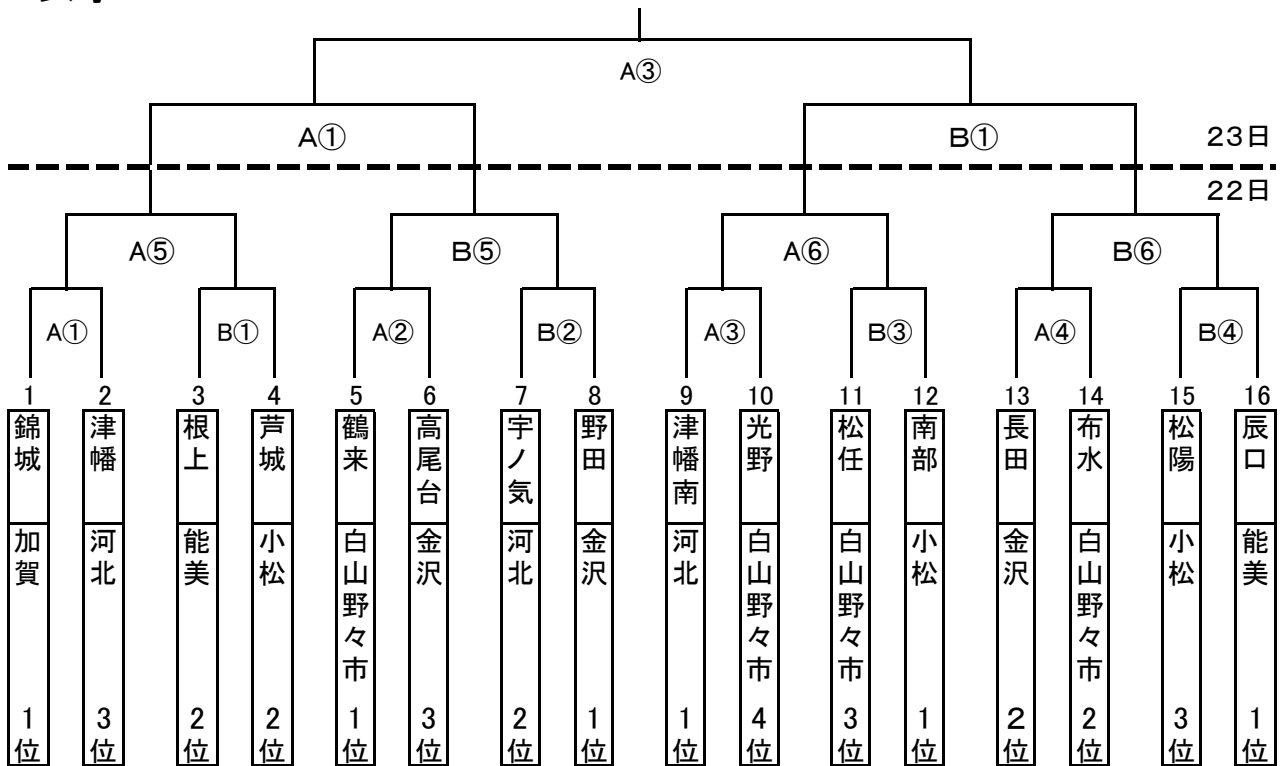 A③
A① B① 23日
22日
A⑤ B⑤ A⑥ B⑥
A① B① A② B② A③ B③ A④ B④
1 2 3 4 5 6 7 8 9 10 11 12 13 14 15 16
錦城 津幡 根上 芦城 鶴来 高尾台 宇ノ気 野田 津幡南 光野 松任 南部 長田 布水 松陽 辰口
加賀 河北 能美 小松 白山野々市 金沢 河北 金沢 河北 白山野々市 白山野々市 小松 金沢 白山野々市 小松 能美
1位 3位 2位 2位 1位 3位 2位 1位 1位 4位 3位 1位 2位 2位 3位 1位